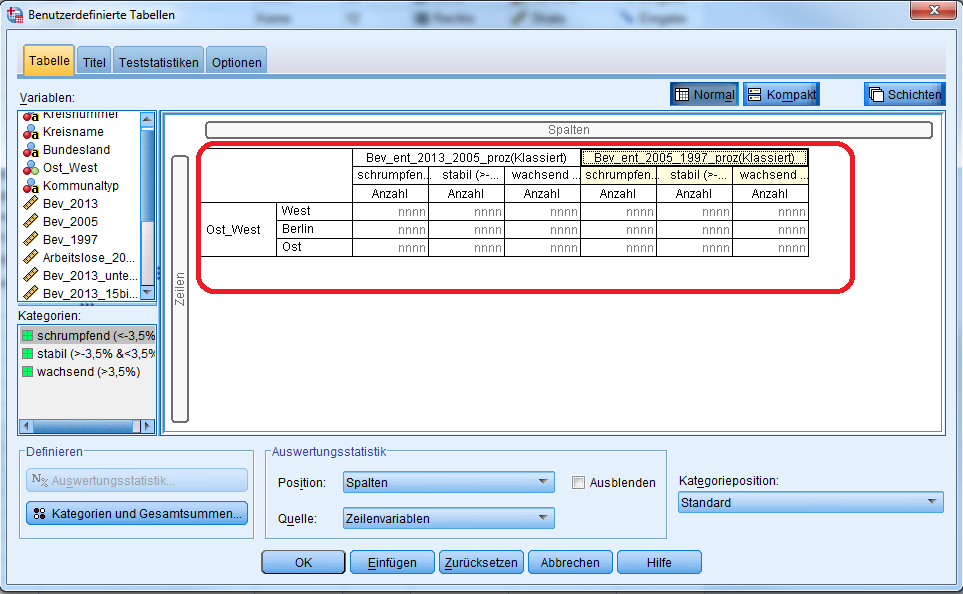 Benutzerdefinierte Tabellen
Tabelle Titel Teststatistiken Optionen
Variablen:
Normal Kompakt Schichten
Kreisnummer
Kreisname
Bundesland
Ost_West
Kommunaltyp
Bev_2013
Bev_2005
Bev_1997
Arbeitslose_20...
Bev_2013_unte...
Bev_2013_15bi...
Kategorien:
schrumpfend (<-3,5%
stabil (>-3,5% &<3,5%
wachsend (>3,5%)
Spalten
Zeilen
Bev_ent_2013_2005_proz(Klassiert) Bev_ent_2005_1997_proz(Klassiert)
schrumpfen... stabil (>-... wachsend ... schrumpfen... stabil (>-... wachsend ...
Anzahl Anzahl Anzahl Anzahl Anzahl Anzahl
Ost_West
West nnnn nnnn nnnn nnnn nnnn nnnn
Berlin nnnn nnnn nnnn nnnn nnnn nnnn
Ost nnnn nnnn nnnn nnnn nnnn nnnn
Definieren
N% Auswertungsstatistik...
Kategorien und Gesamtsummen...
Auswertungsstatistik
Position: Spalten Ausblenden
Quelle: Zeilenvariablen
Kategorieposition:
Standard
OK Einfügen Zurücksetzen Abbrechen Hilfe